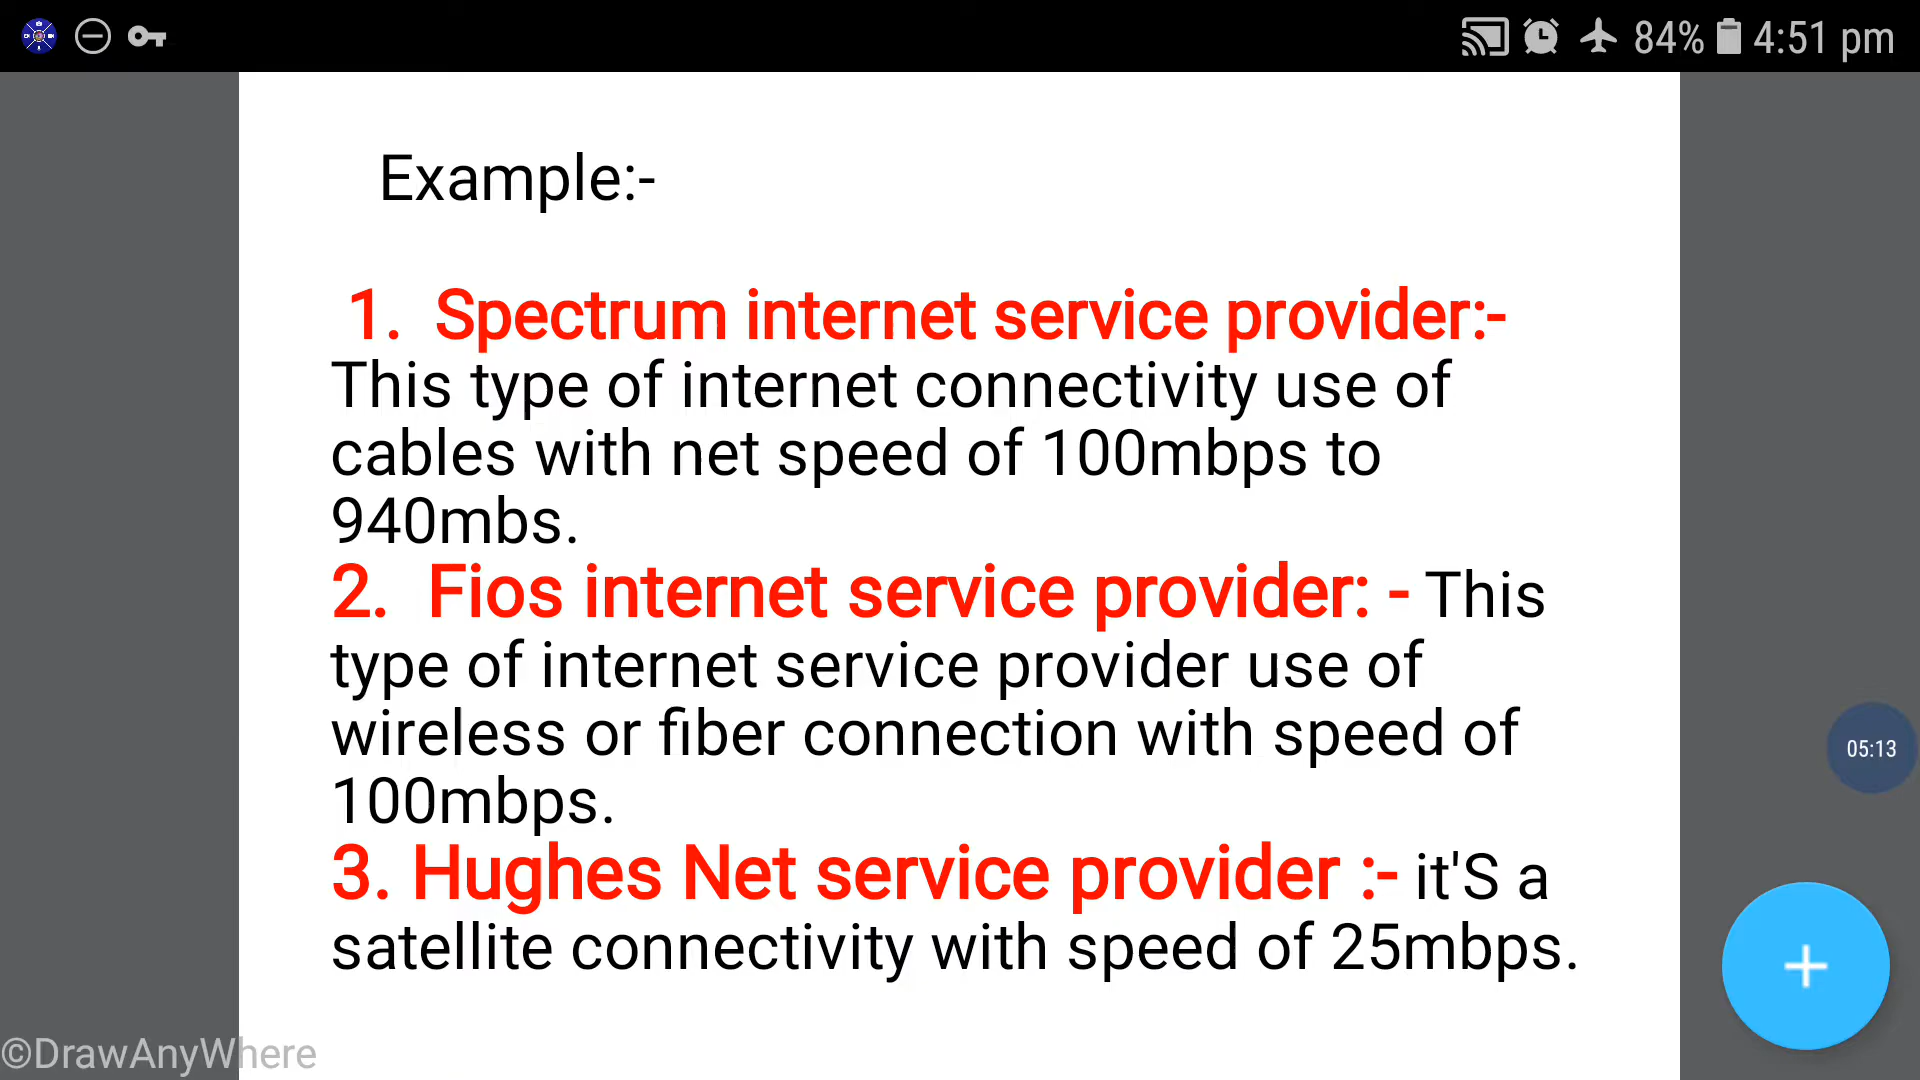 84% 4:51 pm
Example:-
1. Spectrum internet service provider:-
This type of internet connectivity use of
cables with net speed of 100mbps to
940mbs.
2. Fios internet service provider: - This
type of internet service provider use of
wireless or fiber connection with speed of
100mbps.
3. Hughes Net service provider :- it'S a
satellite connectivity with speed of 25mbps.
05:13
©DrawAnyWhere